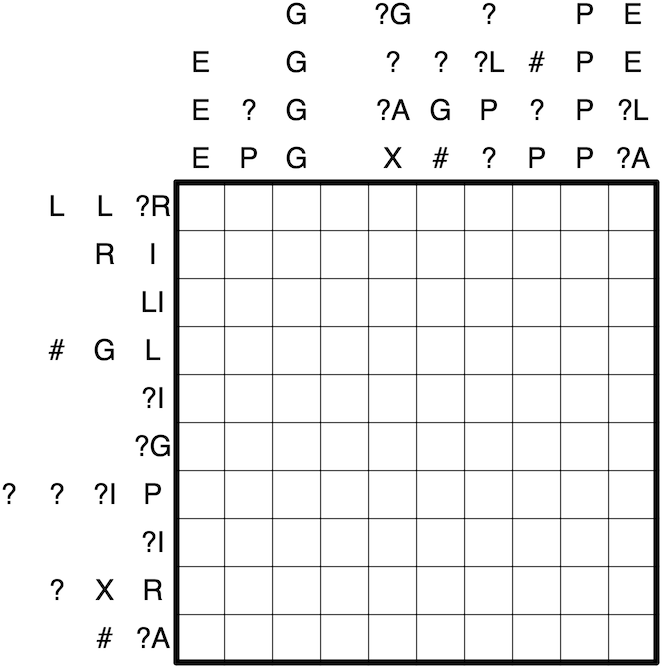 G ?G ? P E
E G ? ? ?L # P E
E ? G ?A G P ? P ?L
E P G X # ? P P ?A
L L ?R
R I
LI
# G L
?I
?G
? ? ?I P
?I
? X R
# ?A